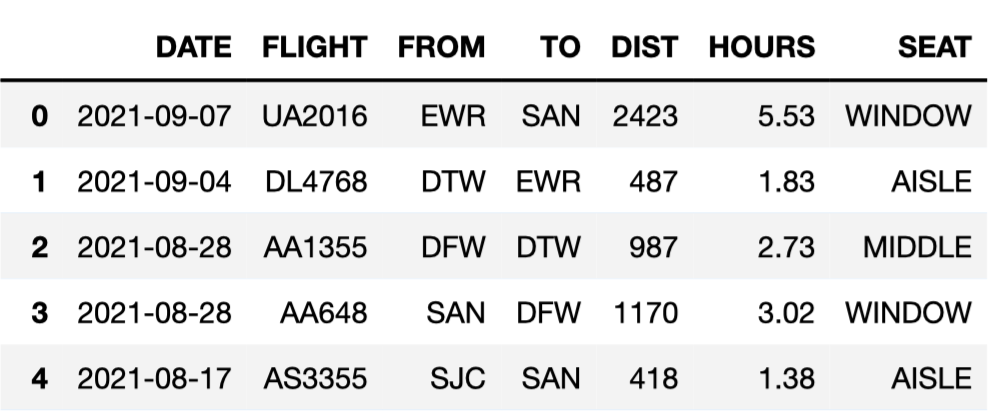 DATE FLIGHT FROM TO DIST HOURS SEAT
0 2021-09-07 UA2016 EWR SAN 2423 5.53 WINDOW
1 2021-09-04 DL4768 DTW EWR 487 1.83 AISLE
2 2021-08-28 AA1355 DFW DTW 987 2.73 MIDDLE
3 2021-08-28 AA648 SAN DFW 1170 3.02 WINDOW
4 2021-08-17 AS3355 SJC SAN 418 1.38 AISLE